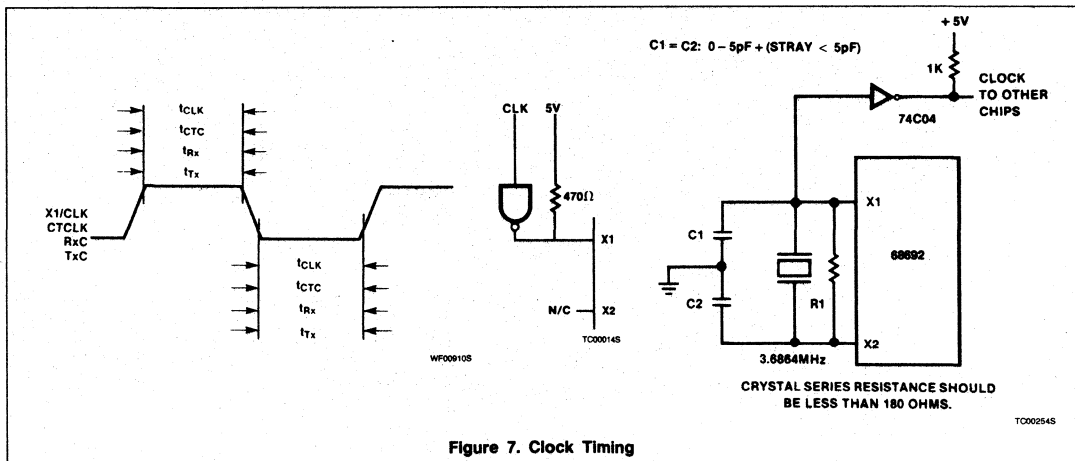 tCLK
tCTC
tRx
tTx
X1/CLK
CTCLK
RxC
TxC
tCLK
tCTC
tRx
tTx
WF00910S
CLK 5V
470Ω
X1
N/C
X2
TC00014S
C1 = C2: 0 – 5pF + (STRAY < 5pF)
+ 5V
1K
CLOCK
TO OTHER
CHIPS
74C04
X1
C1
68692
C2
R1
X2
3.6864MHz
CRYSTAL SERIES RESISTANCE SHOULD
BE LESS THAN 180 OHMS.
TC00254S
Figure 7. Clock Timing